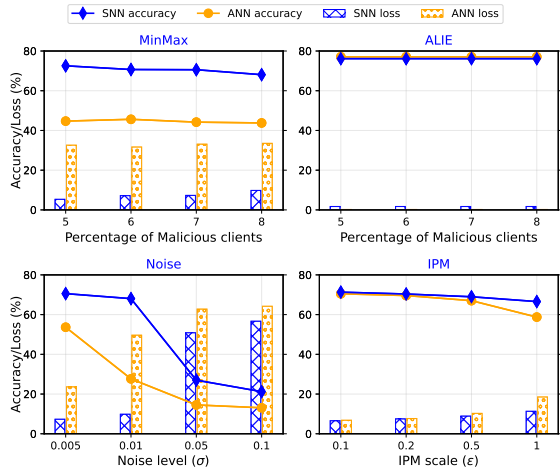 SNN accuracy ANN accuracy SNN loss ANN loss
MinMax
Accuracy/Loss (%)
80
60
40
20
0
5 6 7 8
Percentage of Malicious clients
ALIE
80
60
40
20
0
5 6 7 8
Percentage of Malicious clients
Noise
Accuracy/Loss (%)
80
60
40
20
0
0.005 0.01 0.05 0.1
Noise level (σ)
IPM
80
60
40
20
0
0.1 0.2 0.5 1
IPM scale (ε)